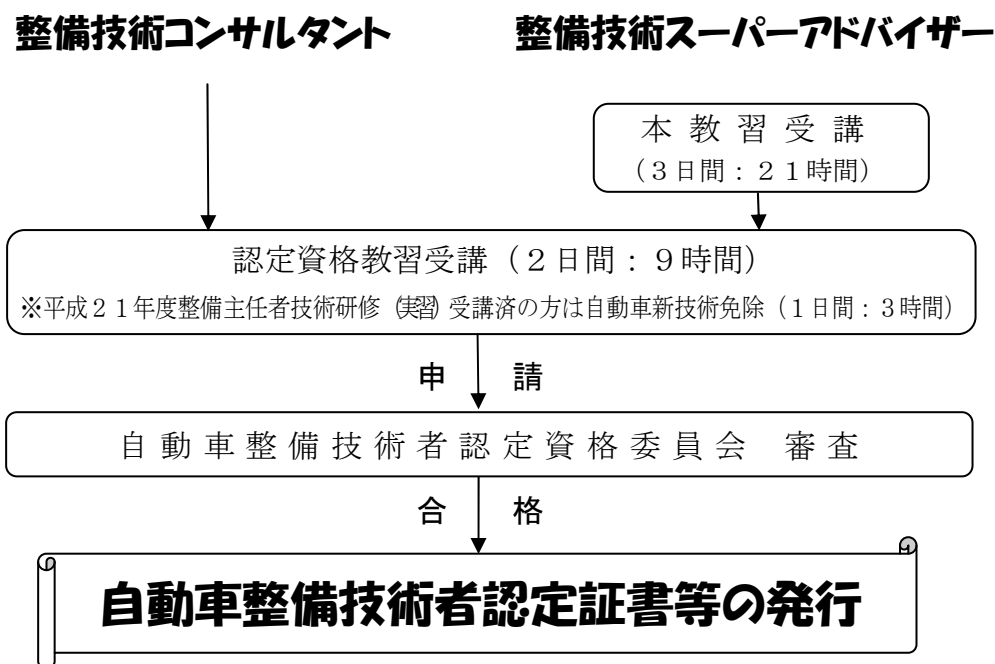 整備技術コンサルタント
整備技術スーパーアドバイザー
本教習受講
（３日間：２１時間）
認定資格教習受講（２日間：９時間）
※平成２１年度整備主任者技術研修（実習）受講済の方は自動車新技術免除（１日間：３時間）
申請
自動車整備技術者認定資格委員会　審査
合格
自動車整備技術者認定証書等の発行